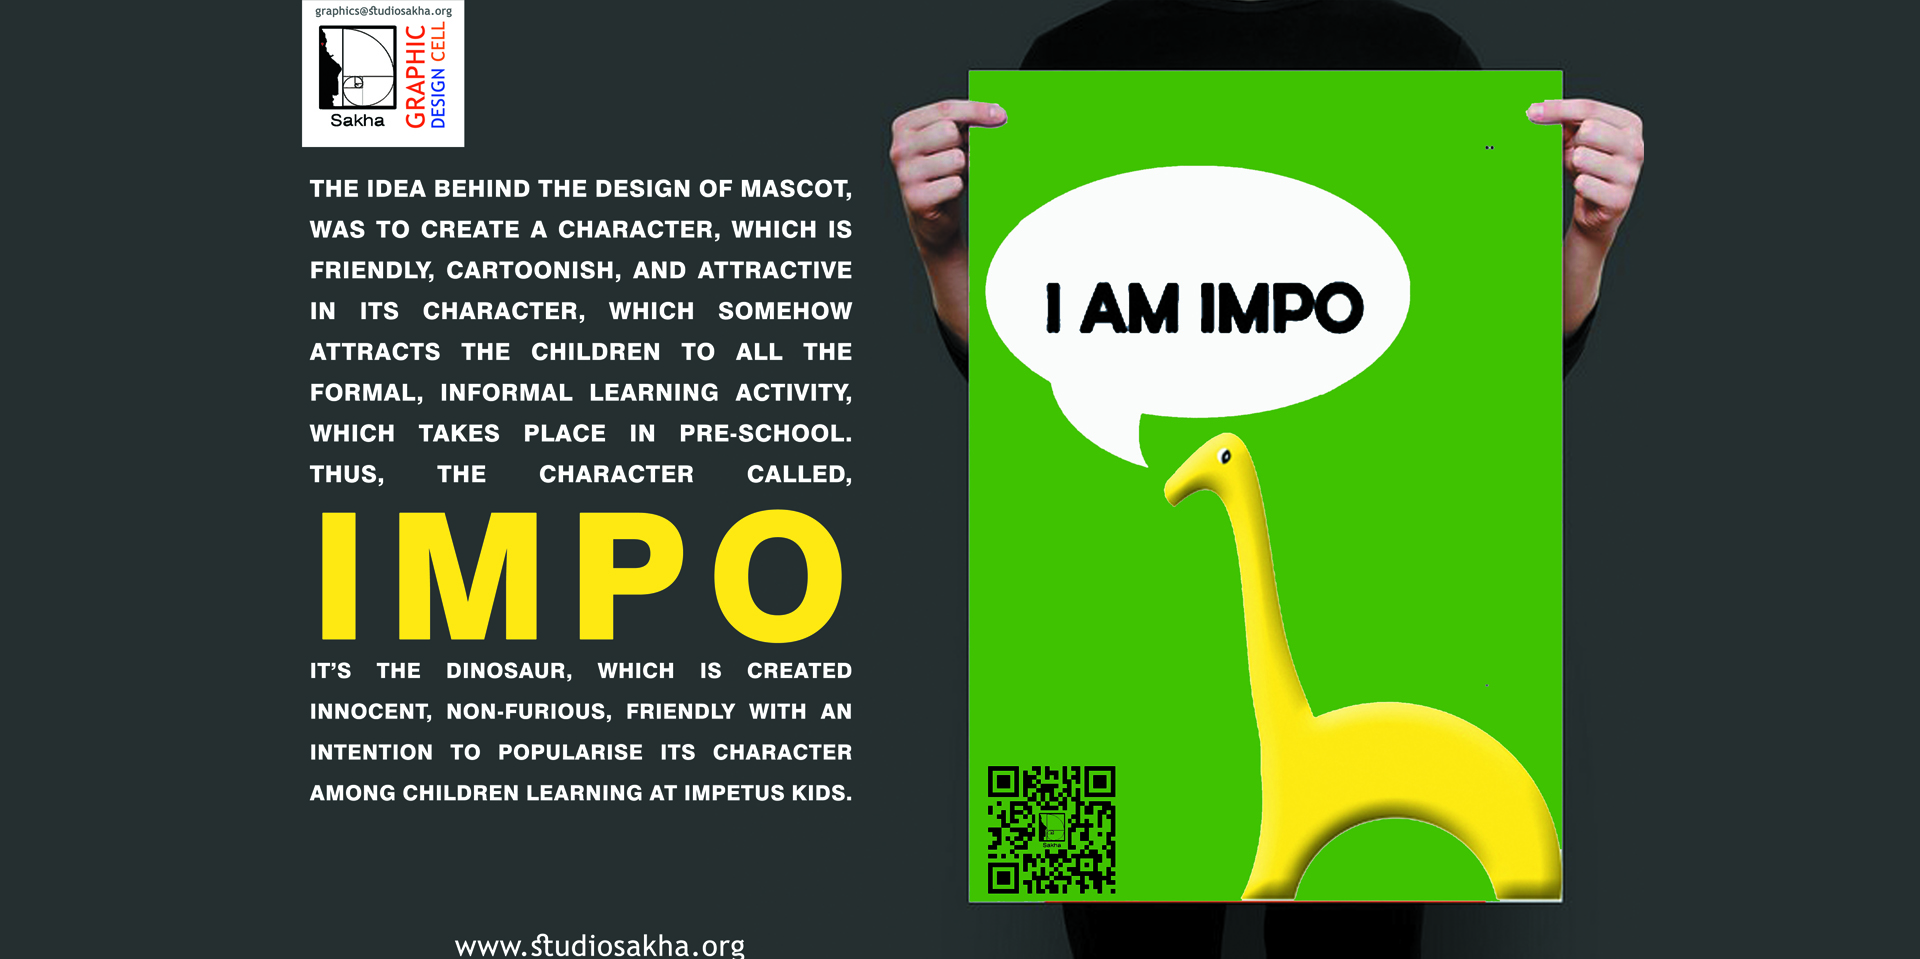 graphics@studiosakha.org
Sakha
GRAPHIC
DESIGN CELL
THE IDEA BEHIND THE DESIGN OF MASCOT,
WAS TO CREATE A CHARACTER, WHICH IS
FRIENDLY, CARTOONISH, AND ATTRACTIVE
IN ITS CHARACTER, WHICH SOMEHOW
ATTRACTS THE CHILDREN TO ALL THE
FORMAL, INFORMAL LEARNING ACTIVITY,
WHICH TAKES PLACE IN PRE-SCHOOL.
THUS, THE CHARACTER CALLED,
IMPO
IT’S THE DINOSAUR, WHICH IS CREATED
INNOCENT, NON-FURIOUS, FRIENDLY WITH AN
INTENTION TO POPULARISE ITS CHARACTER
AMONG CHILDREN LEARNING AT IMPETUS KIDS.
www.studiosakha.org
I AM IMPO
Sakha